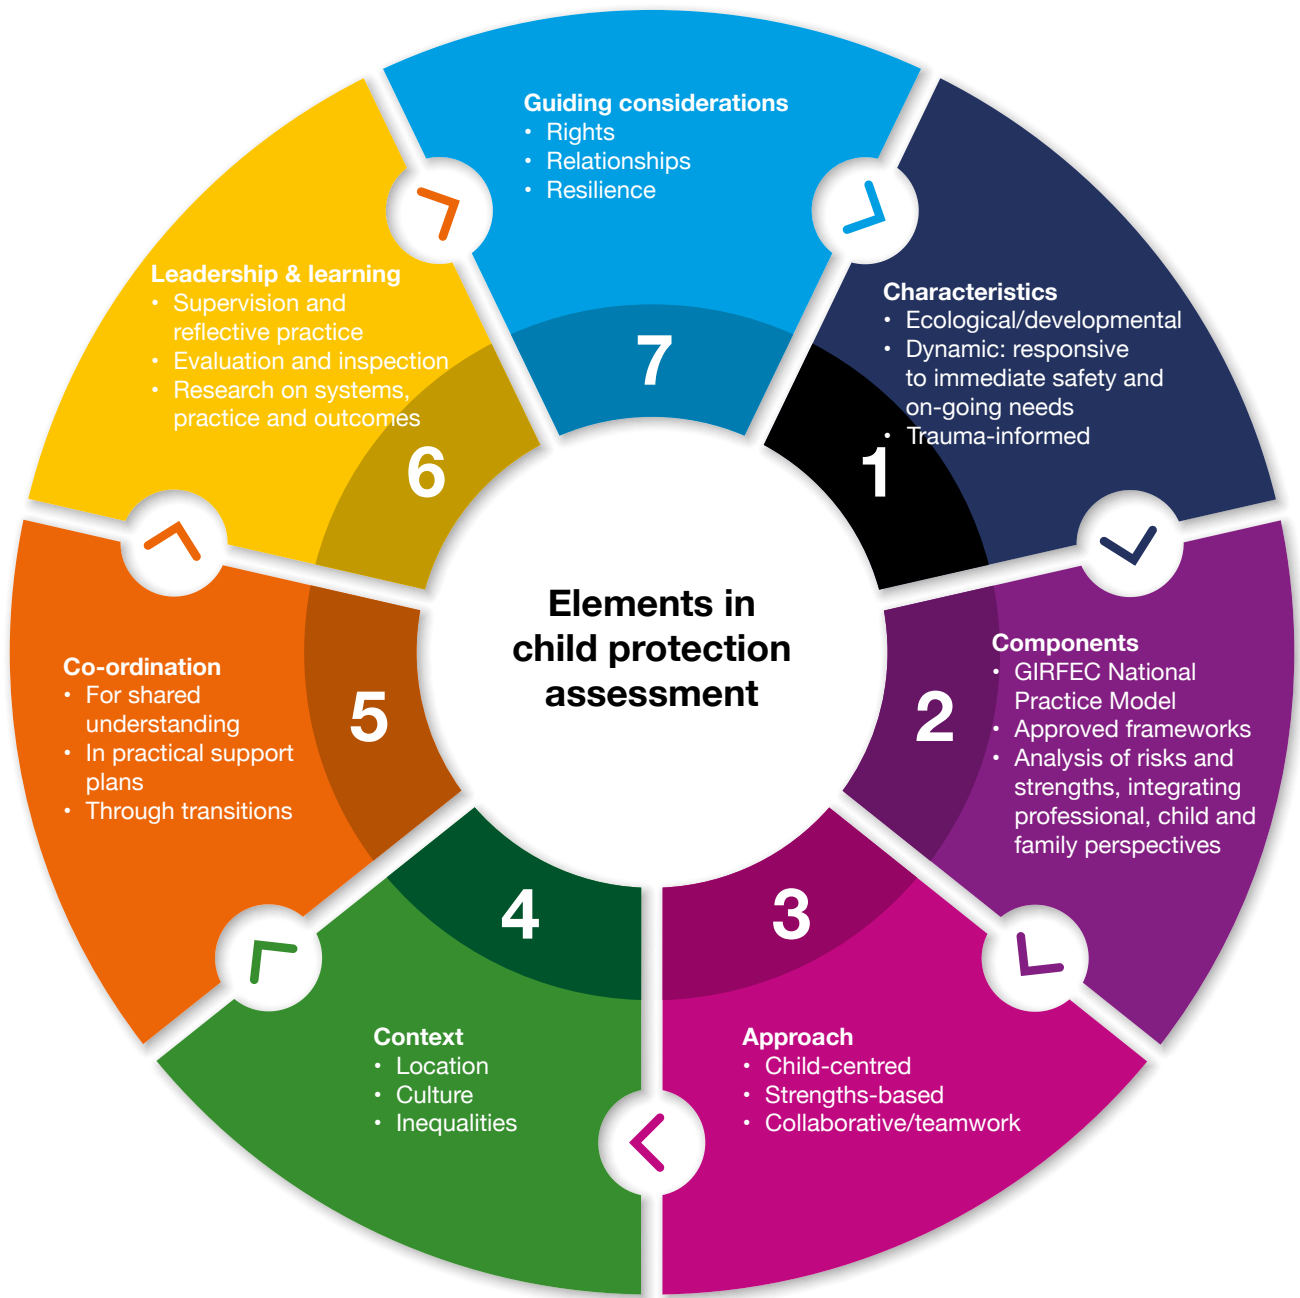 Elements in
child protection
assessment
1
Characteristics
• Ecological/developmental
• Dynamic: responsive
to immediate safety and
on-going needs
• Trauma-informed
2
Components
• GIRFEC National
Practice Model
• Approved frameworks
• Analysis of risks and
strengths, integrating
professional, child and
family perspectives
3
Approach
• Child-centred
• Strengths-based
• Collaborative/teamwork
4
Context
• Location
• Culture
• Inequalities
5
Co-ordination
• For shared
understanding
• In practical support
plans
• Through transitions
6
Leadership & learning
• Supervision and
reflective practice
• Evaluation and inspection
• Research on systems,
practice and outcomes
7
Guiding considerations
• Rights
• Relationships
• Resilience